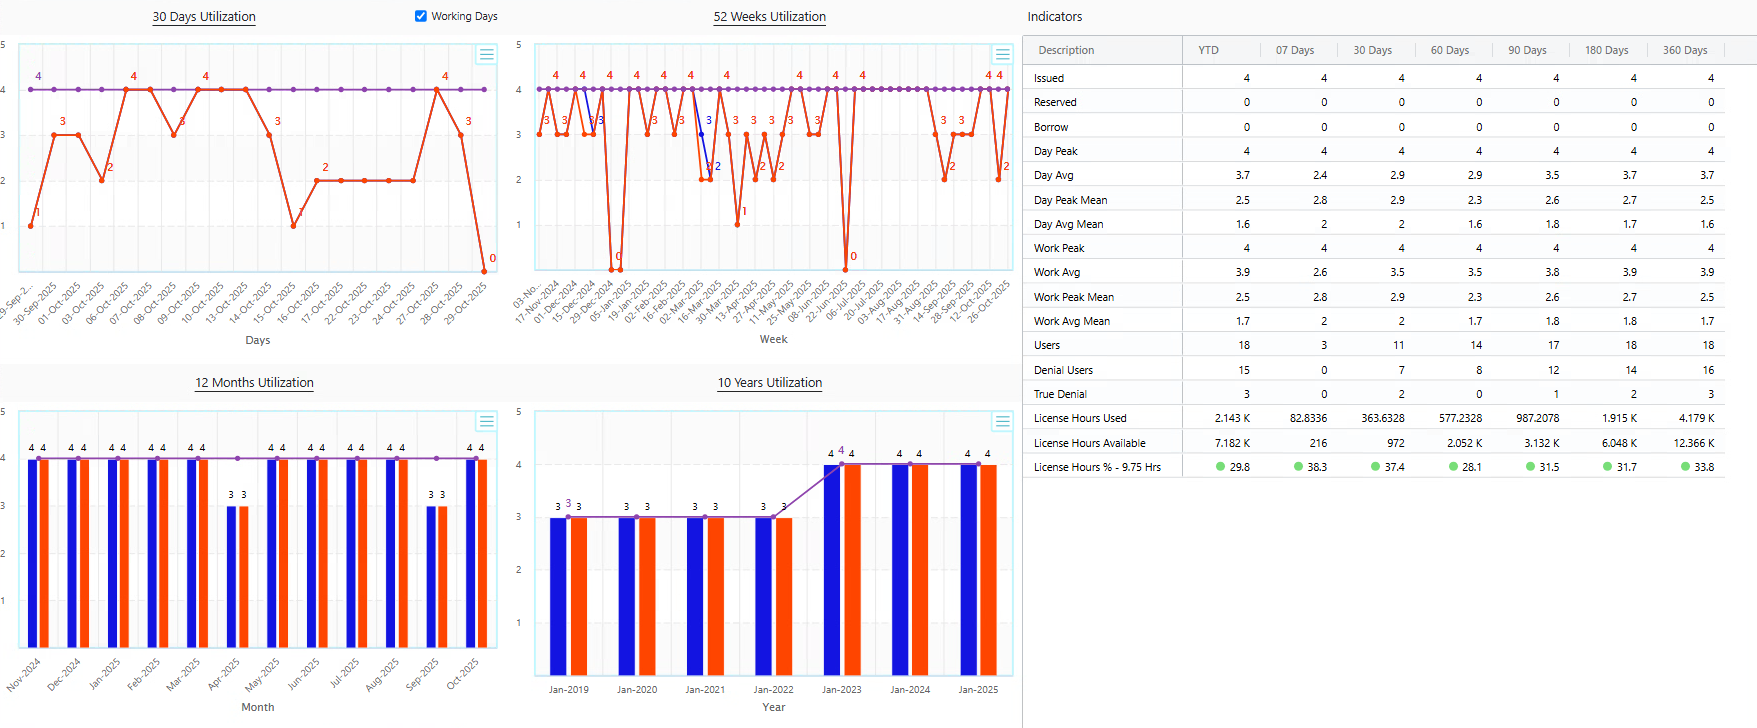 30 Days Utilization
Working Days
5
4
3
2
1
4
1
3
2
4
3
4
3
1
2
4
3
0
29-Sep-2...
30-Sep-2025
01-Oct-2025
03-Oct-2025
06-Oct-2025
07-Oct-2025
08-Oct-2025
09-Oct-2025
10-Oct-2025
13-Oct-2025
14-Oct-2025
15-Oct-2025
16-Oct-2025
17-Oct-2025
22-Oct-2025
23-Oct-2025
24-Oct-2025
27-Oct-2025
28-Oct-2025
29-Oct-2025
Days
52 Weeks Utilization
5
4
3
2
1
4 4 4 4 4 4 4 4 4 4 4 4
3 3 3 3 3 3 3 3 3 3 3 3 3
2 2 2 2 2 2
1
0 0
03-No...
17-Nov-2024
01-Dec-2024
15-Dec-2024
29-Dec-2024
05-Jan-2025
19-Jan-2025
02-Feb-2025
16-Feb-2025
02-Mar-2025
16-Mar-2025
30-Mar-2025
13-Apr-2025
27-Apr-2025
11-May-2025
25-May-2025
08-Jun-2025
22-Jun-2025
06-Jul-2025
20-Jul-2025
03-Aug-2025
17-Aug-2025
31-Aug-2025
14-Sep-2025
28-Sep-2025
12-Oct-2025
26-Oct-2025
Week
12 Months Utilization
5
4
3
2
1
4 4 4 4 4 4 4 4 4 4 3 3 4 4 4 4 4 4 4 4 3 3 4 4
Nov-2024
Dec-2024
Jan-2025
Feb-2025
Mar-2025
Apr-2025
May-2025
Jun-2025
Jul-2025
Aug-2025
Sep-2025
Oct-2025
Month
10 Years Utilization
5
4
3
2
1
3 3 3 3 3 3 3 3 3 4 4 4 4 4 4 4
Jan-2019 Jan-2020 Jan-2021 Jan-2022 Jan-2023 Jan-2024 Jan-2025
Year
Indicators
Description YTD 07 Days 30 Days 60 Days 90 Days 180 Days 360 Days
Issued 4 4 4 4 4 4 4
Reserved 0 0 0 0 0 0 0
Borrow 0 0 0 0 0 0 0
Day Peak 4 4 4 4 4 4 4
Day Avg 3.7 2.4 2.9 2.9 3.5 3.7 3.7
Day Peak Mean 2.5 2.8 2.9 2.3 2.6 2.7 2.5
Day Avg Mean 1.6 2 2 1.6 1.8 1.7 1.6
Work Peak 4 4 4 4 4 4 4
Work Avg 3.9 2.6 3.5 3.5 3.8 3.9 3.9
Work Peak Mean 2.5 2.8 2.9 2.3 2.6 2.7 2.5
Work Avg Mean 1.7 2 2 1.7 1.8 1.8 1.7
Users 18 3 11 14 17 18 18
Denial Users 15 0 7 8 12 14 16
True Denial 3 0 2 0 1 2 3
License Hours Used 2.143 K 82.8336 363.6328 577.2328 987.2078 1.915 K 4.179 K
License Hours Available 7.182 K 216 972 2.052 K 3.132 K 6.048 K 12.366 K
License Hours % - 9.75 Hrs 29.8 38.3 37.4 28.1 31.5 31.7 33.8